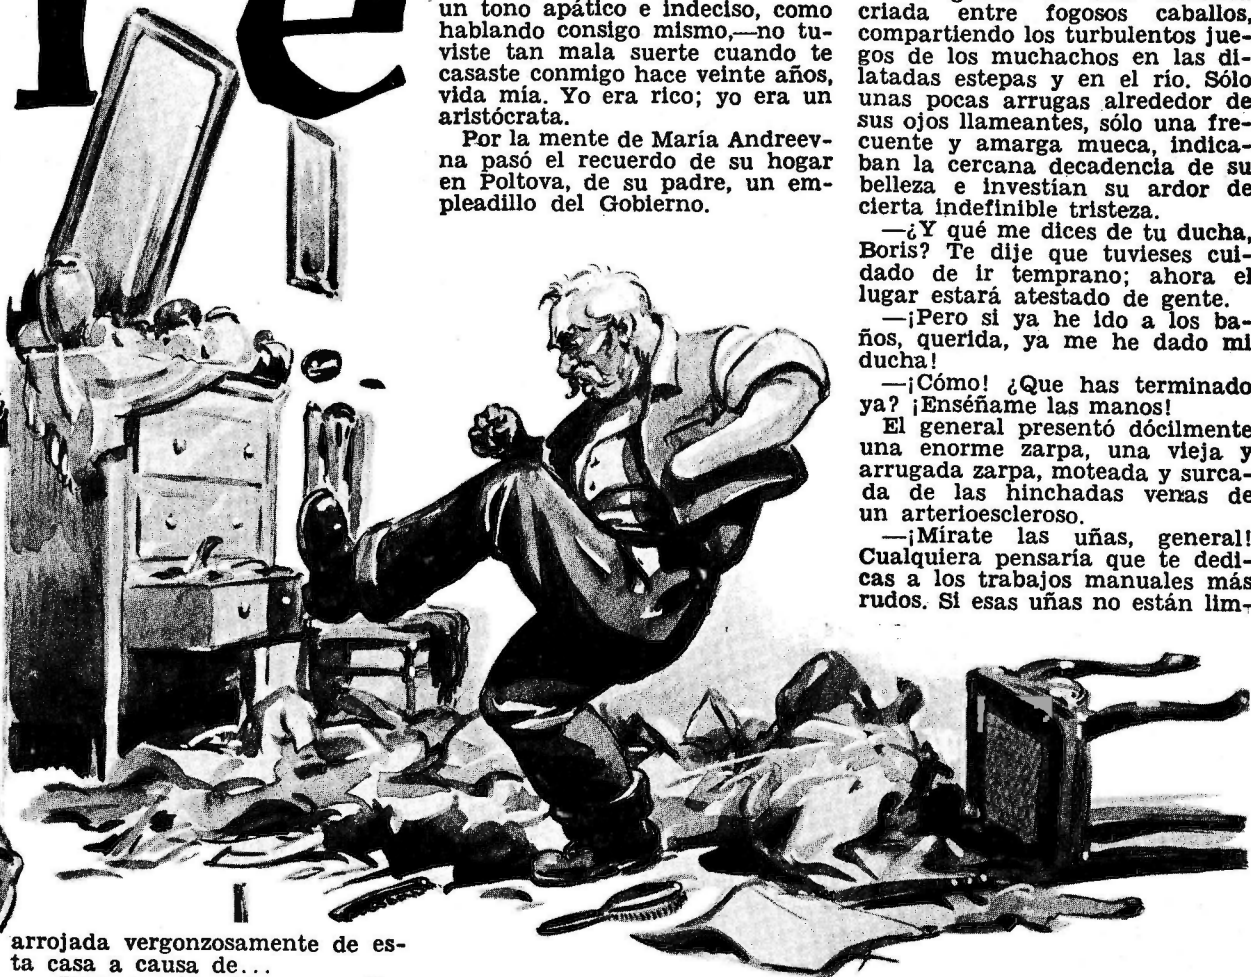 un tono apático e indeciso, como
hablando consigo mismo,—no tu-
viste tan mala suerte cuando te
casaste conmigo hace veinte años,
vida mía. Yo era rico; yo era un
aristócrata.
Por la mente de María Andreev-
na pasó el recuerdo de su hogar
en Poltova, de su padre, un em-
pleadillo del Gobierno.
criada entre fogosos caballos,
compartiendo los turbulentos jue-
gos de los muchachos en las di-
latadas estepas y en el río. Sólo
unas pocas arrugas alrededor de
sus ojos llameantes, sólo una fre-
cuente y amarga mueca, indica-
ban la cercana decadencia de su
belleza e investían su ardor de
cierta indefinible tristeza.
—¿Y qué me dices de tu ducha,
Boris? Te dije que tuvieses cui-
dado de ir temprano; ahora el
lugar estará atestado de gente.
—¡Pero si ya he ido a los ba-
ños, querida, ya me he dado mi
ducha!
—¡Cómo! ¿Que has terminado
ya? ¡Enséñame las manos!
El general presentó dócilmente
una enorme zarpa, una vieja y
arrugada zarpa, moteada y surca-
da de las hinchadas venas de
un arterioescleroso.
—¡Mírate las uñas, general!
Cualquiera pensaría que te dedi-
cas a los trabajos manuales más
rudos. Si esas uñas no están lim-
arrojada vergonzosamente de es-
ta casa a causa de...